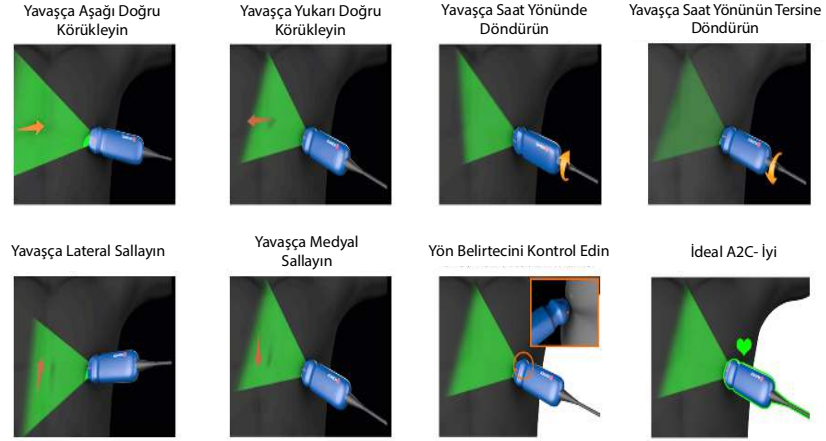 Yavaşça Aşağı Doğru
Körükleyin
Yavaşça Yukarı Doğru
Körükleyin
Yavaşça Saat Yönünde
Döndürün
Yavaşça Saat Yönünün Tersine
Döndürün
Yavaşça Lateral Sallayın
Yavaşça Medyal
Sallayın
Yön Belirtecini Kontrol Edin
İdeal A2C- İyi